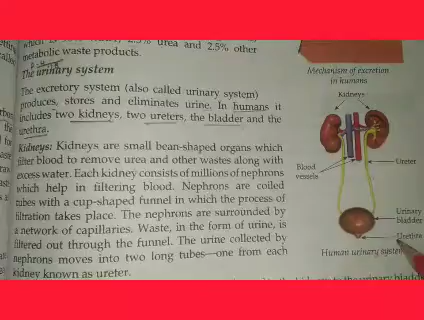 urea and 2.5% other
metabolic waste products.
The urinary system
The excretory system (also called urinary system)
produces, stores and eliminates urine. In humans it
includes two kidneys, two ureters, the bladder and the
urethra.
Kidneys: Kidneys are small bean-shaped organs which
filter blood to remove urea and other wastes along with
excess water. Each kidney consists of millions of nephrons
which help in filtering blood. Nephrons are coiled
tubes with a cup-shaped funnel in which the process of
filtration takes place. The nephrons are surrounded by
a network of capillaries. Waste, in the form of urine, is
filtered out through the funnel. The urine collected by
nephrons moves into two long tubes—one from each
kidney known as ureter.
Mechanism of excretion
in humans
Kidneys
Blood
vessels
Ureter
Urinary
bladder
Urethra
Human urinary system